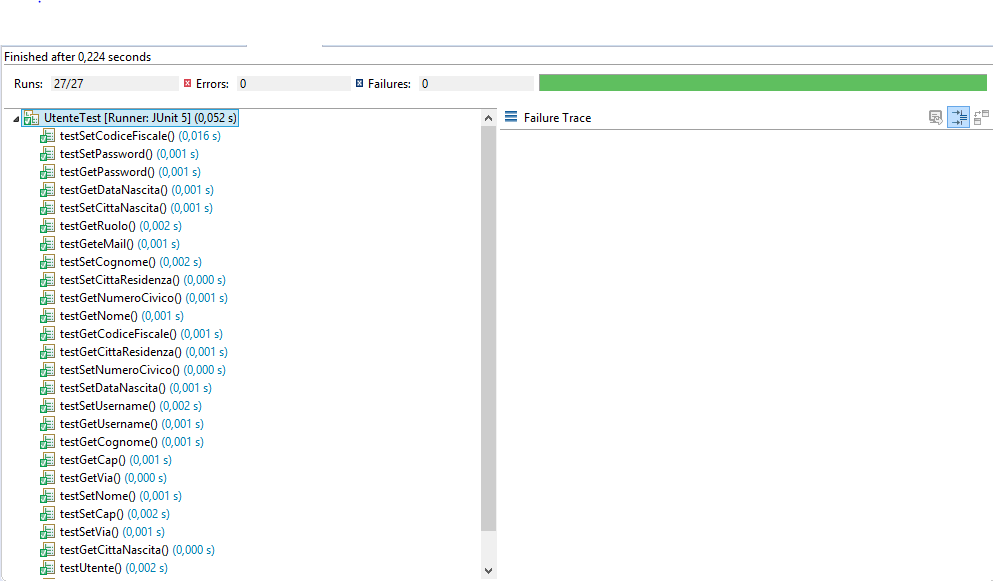 Finished after 0,224 seconds
Runs: 27/27 Errors: 0 Failures: 0
UtenteTest [Runner: JUnit 5] (0,052 s)
Failure Trace
testSetCodiceFiscale() (0,016 s)
testSetPassword() (0,001 s)
testGetPassword() (0,001 s)
testGetDataNascita() (0,001 s)
testSetCittaNascita() (0,001 s)
testGetRuolo() (0,002 s)
testGeteMail() (0,001 s)
testSetCognome() (0,002 s)
testSetCittaResidenza() (0,000 s)
testGetNumeroCivico() (0,001 s)
testGetNome() (0,001 s)
testGetCodiceFiscale() (0,001 s)
testGetCittaResidenza() (0,001 s)
testSetNumeroCivico() (0,000 s)
testSetDataNascita() (0,001 s)
testSetUsername() (0,002 s)
testGetUsername() (0,001 s)
testGetCognome() (0,001 s)
testGetCap() (0,001 s)
testGetVia() (0,000 s)
testSetNome() (0,001 s)
testSetCap() (0,002 s)
testSetVia() (0,001 s)
testGetCittaNascita() (0,000 s)
testUtente() (0,002 s)